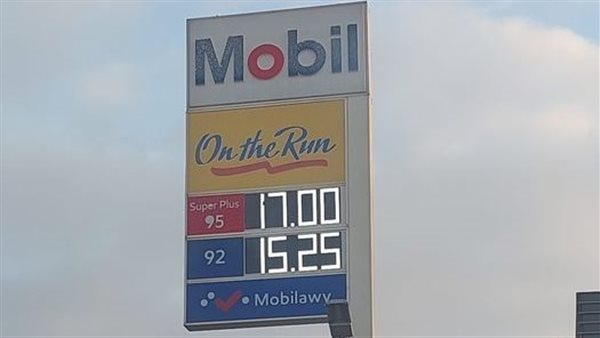 Mobil
On the Run
Super Plus
95
17.00
92
15.25
Mobilawy